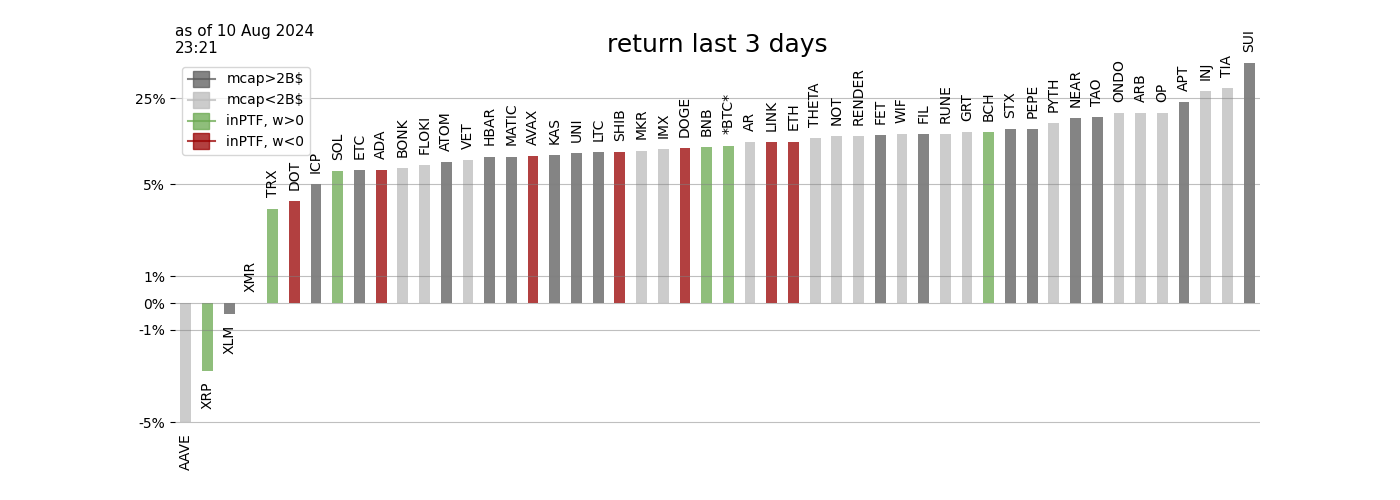 as of 10 Aug 2024
23:21
return last 3 days
mcap>2B$
mcap<2B$
inPTF, w>0
inPTF, w<0
25%
5%
1%
0%
-1%
-5%
AAVE
XRP
XLM
XMR
TRX
DOT
ICP
SOL
ETC
ADA
BONK
FLOKI
ATOM
VET
HBAR
MATIC
AVAX
KAS
UNI
LTC
SHIB
MKR
IMX
DOGE
BNB
*BTC*
AR
LINK
ETH
THETA
NOT
RENDER
FET
WIF
FIL
RUNE
GRT
BCH
STX
PEPE
PYTH
NEAR
TAO
ONDO
ARB
OP
APT
INJ
TIA
SUI